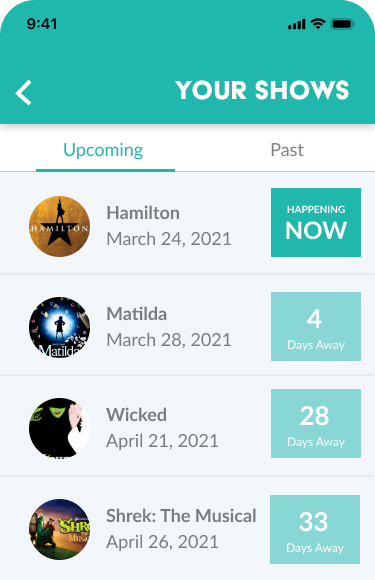 9:41
YOUR SHOWS
Upcoming
Past
HAMILTON
Hamilton
March 24, 2021
HAPPENING
NOW
Matilda
Matilda
March 28, 2021
4
Days Away
Wicked
April 21, 2021
28
Days Away
Shrek: The Musical
April 26, 2021
33
Days Away